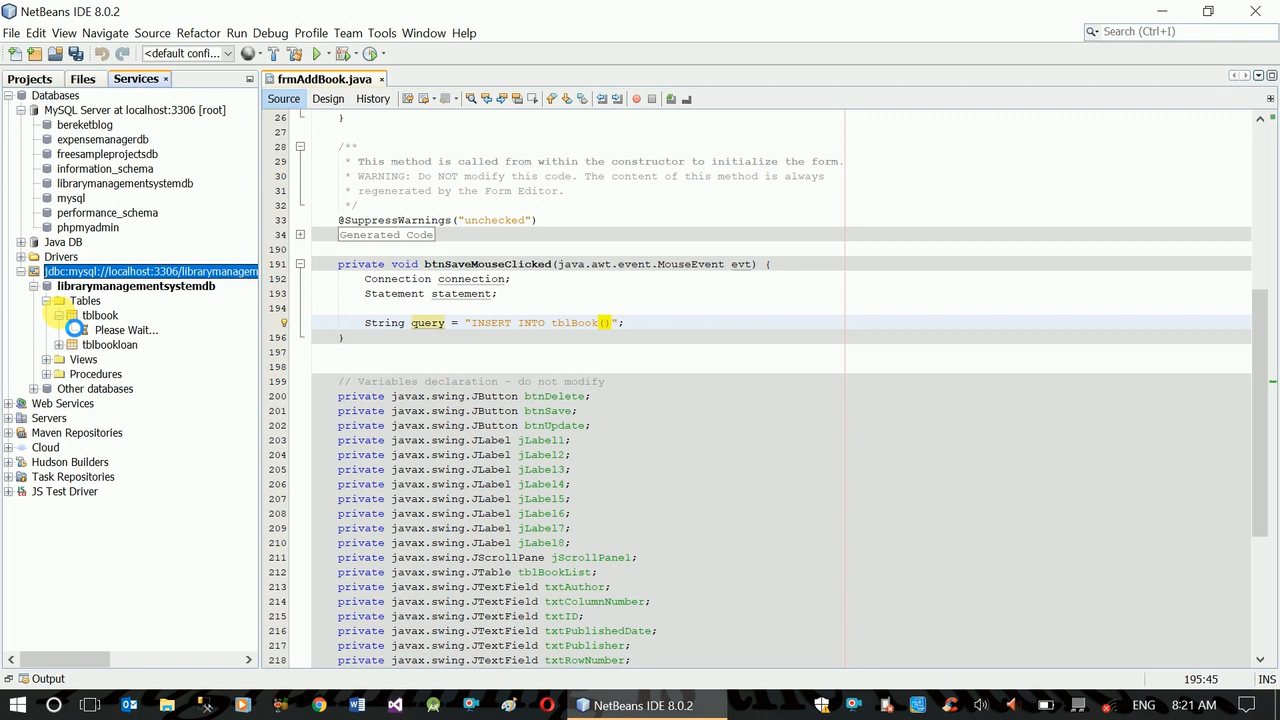 NetBeans IDE 8.0.2
File Edit View Navigate Source Refactor Run Debug Profile Team Tools Window Help
Search (Ctrl+I)
<default confi...
Projects Files Services
frmAddBook.java
Source Design History
Databases
MySQL Server at localhost:3306 [root]
bereketblog
expensemanagerdb
freesampleprojectsdb
information_schema
librarymanagementsystemdb
mysql
performance_schema
phpmyadmin
Java DB
Drivers
jdbc:mysql://localhost:3306/librarymanagem
librarymanagementsystemdb
Tables
tblbook
Please Wait...
tblbookloan
Views
Procedures
Other databases
Web Services
Servers
Maven Repositories
Cloud
Hudson Builders
Task Repositories
JS Test Driver
26 }
27
28 /**
29 * This method is called from within the constructor to initialize the form.
30 * WARNING: Do NOT modify this code. The content of this method is always
31 * regenerated by the Form Editor.
32 */
33 @SuppressWarnings("unchecked")
34 Generated Code
190
191 private void btnSaveMouseClicked(java.awt.event.MouseEvent evt) {
192 Connection connection;
193 Statement statement;
194
String query = "INSERT INTO tblBook()";
196 }
197
198
199 // Variables declaration - do not modify
200 private javax.swing.JButton btnDelete;
201 private javax.swing.JButton btnSave;
202 private javax.swing.JButton btnUpdate;
203 private javax.swing.JLabel jLabel1;
204 private javax.swing.JLabel jLabel2;
205 private javax.swing.JLabel jLabel3;
206 private javax.swing.JLabel jLabel4;
207 private javax.swing.JLabel jLabel5;
208 private javax.swing.JLabel jLabel6;
209 private javax.swing.JLabel jLabel7;
210 private javax.swing.JLabel jLabel8;
211 private javax.swing.JScrollPane jScrollPane1;
212 private javax.swing.JTable tblBookList;
213 private javax.swing.JTextField txtAuthor;
214 private javax.swing.JTextField txtColumnNumber;
215 private javax.swing.JTextField txtID;
216 private javax.swing.JTextField txtPublishedDate;
217 private javax.swing.JTextField txtPublisher;
218 private javax.swing.JTextField txtRowNumber;
Output
195:45 INS
NetBeans IDE 8.0.2
ENG 8:21 AM